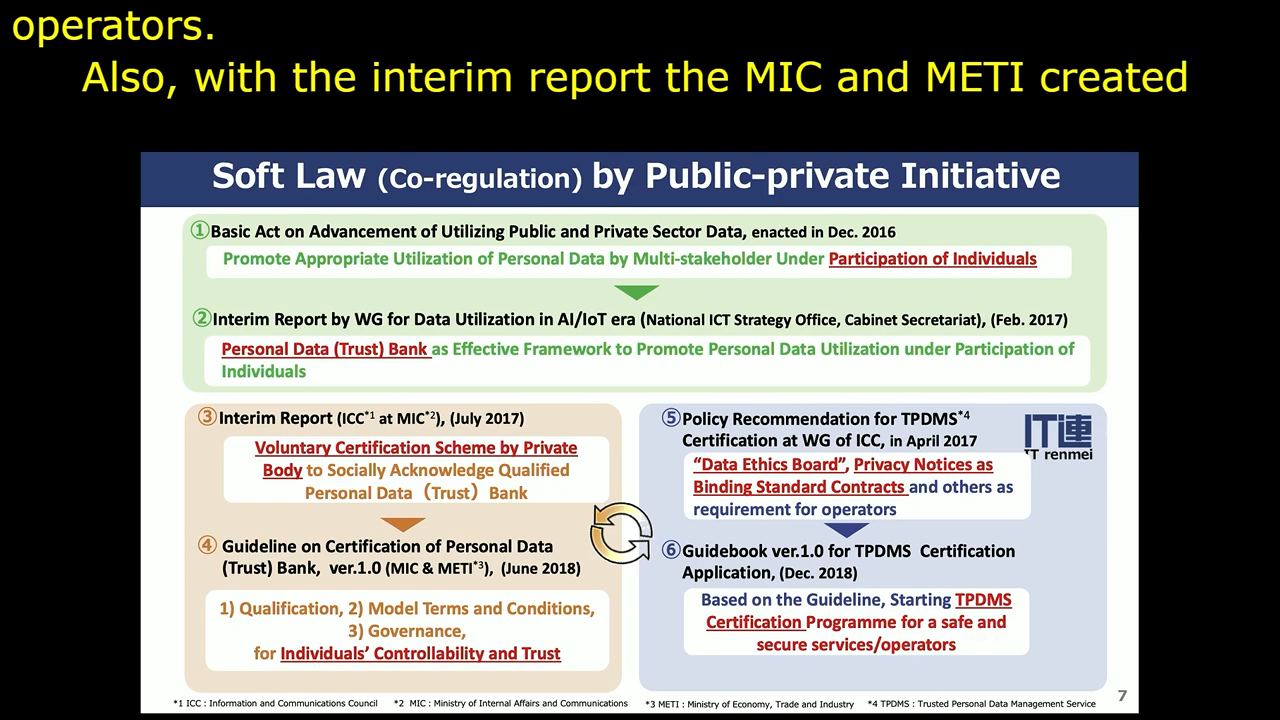 operators.
Also, with the interim report the MIC and METI created
Soft Law (Co-regulation) by Public-private Initiative
①Basic Act on Advancement of Utilizing Public and Private Sector Data, enacted in Dec. 2016
Promote Appropriate Utilization of Personal Data by Multi-stakeholder Under Participation of Individuals
②Interim Report by WG for Data Utilization in AI/IoT era (National ICT Strategy Office, Cabinet Secretariat), (Feb. 2017)
Personal Data (Trust) Bank as Effective Framework to Promote Personal Data Utilization under Participation of
Individuals
③Interim Report (ICC*1 at MIC*2), (July 2017)
Voluntary Certification Scheme by Private
Body to Socially Acknowledge Qualified
Personal Data（Trust）Bank
④ Guideline on Certification of Personal Data
(Trust) Bank, ver.1.0 (MIC & METI*3), (June 2018)
1) Qualification, 2) Model Terms and Conditions,
3) Governance,
for Individuals' Controllability and Trust
⑤Policy Recommendation for TPDMS*4
Certification at WG of ICC, in April 2017
IT連
IT renmei
“Data Ethics Board”, Privacy Notices as
Binding Standard Contracts and others as
requirement for operators
⑥Guidebook ver.1.0 for TPDMS Certification
Application, (Dec. 2018)
Based on the Guideline, Starting TPDMS
Certification Programme for a safe and
secure services/operators
*1 ICC : Information and Communications Council *2 MIC : Ministry of Internal Affairs and Communications *3 METI : Ministry of Economy, Trade and Industry *4 TPDMS : Trusted Personal Data Management Service
7